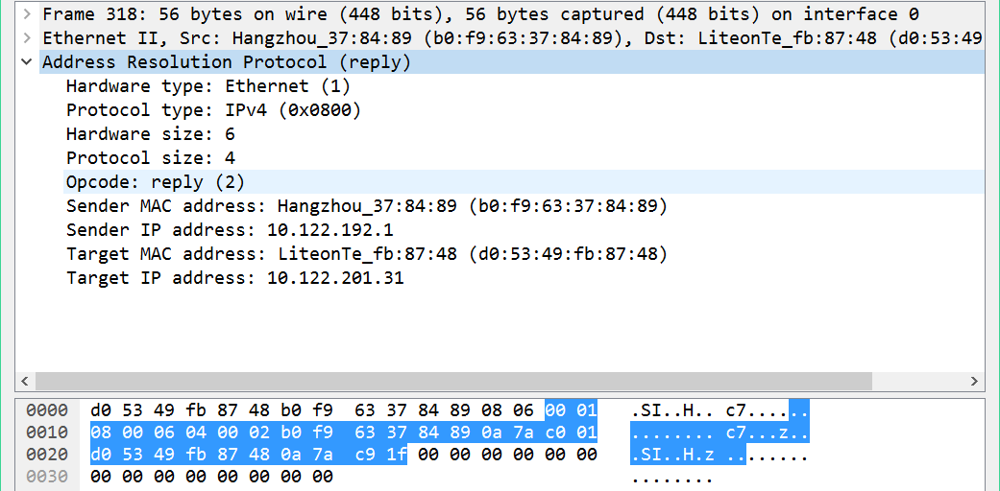 Frame 318: 56 bytes on wire (448 bits), 56 bytes captured (448 bits) on interface 0
Ethernet II, Src: Hangzhou_37:84:89 (b0:f9:63:37:84:89), Dst: LiteonTe_fb:87:48 (d0:53:49
Address Resolution Protocol (reply)
Hardware type: Ethernet (1)
Protocol type: IPv4 (0x0800)
Hardware size: 6
Protocol size: 4
Opcode: reply (2)
Sender MAC address: Hangzhou_37:84:89 (b0:f9:63:37:84:89)
Sender IP address: 10.122.192.1
Target MAC address: LiteonTe_fb:87:48 (d0:53:49:fb:87:48)
Target IP address: 10.122.201.31
0000 d0 53 49 fb 87 48 b0 f9 63 37 84 89 08 06 00 01 .SI..H.. c7......
0010 08 00 06 04 00 02 b0 f9 63 37 84 89 0a 7a c0 01 ........ c7...z..
0020 d0 53 49 fb 87 48 0a 7a c9 1f 00 00 00 00 00 00 .SI..H.z ........
0030 00 00 00 00 00 00 00 00 ........